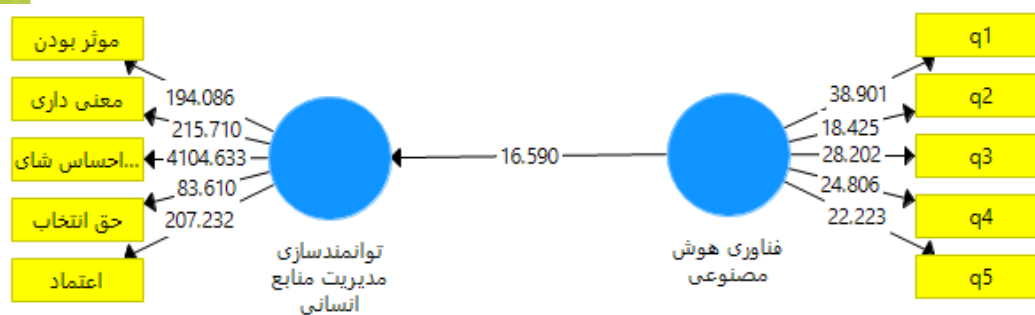 موثر بودن
معنی داری
احساس شای...
حق انتخاب
اعتماد
194.086
215.710
4104.633
83.610
207.232
توانمندسازی
مدیریت منابع
انسانی
16.590
فناوری هوش
مصنوعی
38.901
18.425
28.202
24.806
22.223
q1
q2
q3
q4
q5